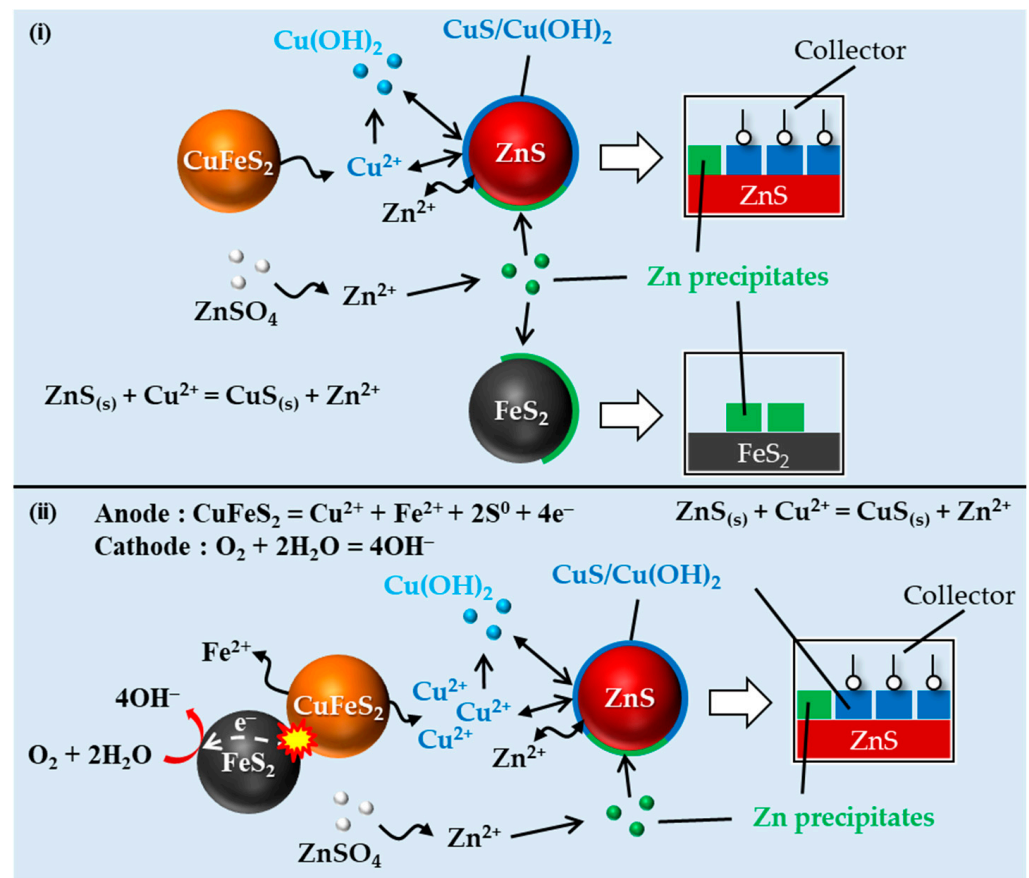 (i)
Cu(OH)₂
CuS/Cu(OH)₂
Collector
CuFeS₂
Cu²⁺
ZnS
Zn²⁺
ZnS
ZnSO₄
Zn²⁺
Zn precipitates
ZnS(s) + Cu²⁺ = CuS(s) + Zn²⁺
FeS₂
FeS₂
(ii)
Anode : CuFeS₂ = Cu²⁺ + Fe²⁺ + 2S⁰ + 4e⁻
Cathode : O₂ + 2H₂O = 4OH⁻
ZnS(s) + Cu²⁺ = CuS(s) + Zn²⁺
Cu(OH)₂
CuS/Cu(OH)₂
Collector
Fe²⁺
CuFeS₂
Cu²⁺
Cu²⁺
Cu²⁺
ZnS
4OH⁻
e⁻
O₂ + 2H₂O
FeS₂
Zn²⁺
ZnS
ZnSO₄
Zn²⁺
Zn precipitates